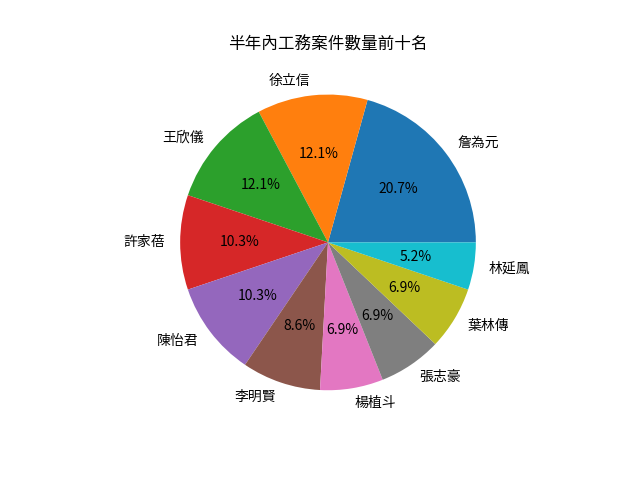 半年內工務案件數量前十名
徐立信
12.1%
詹為元
20.7%
王欣儀
12.1%
許家蓓
10.3%
陳怡君
10.3%
李明賢
8.6%
楊植斗
6.9%
張志豪
6.9%
葉林傳
6.9%
林延鳳
5.2%